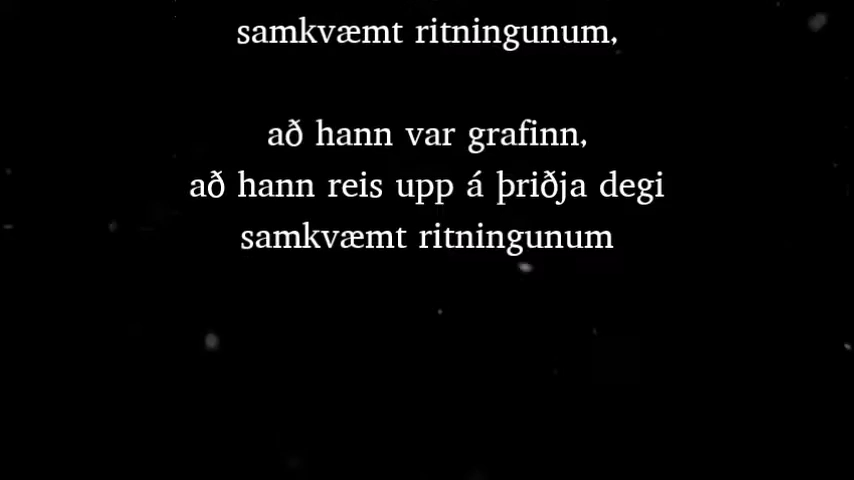 samkvæmt ritningunum,
að hann var grafinn,
að hann reis upp á þriðja degi
samkvæmt ritningunum